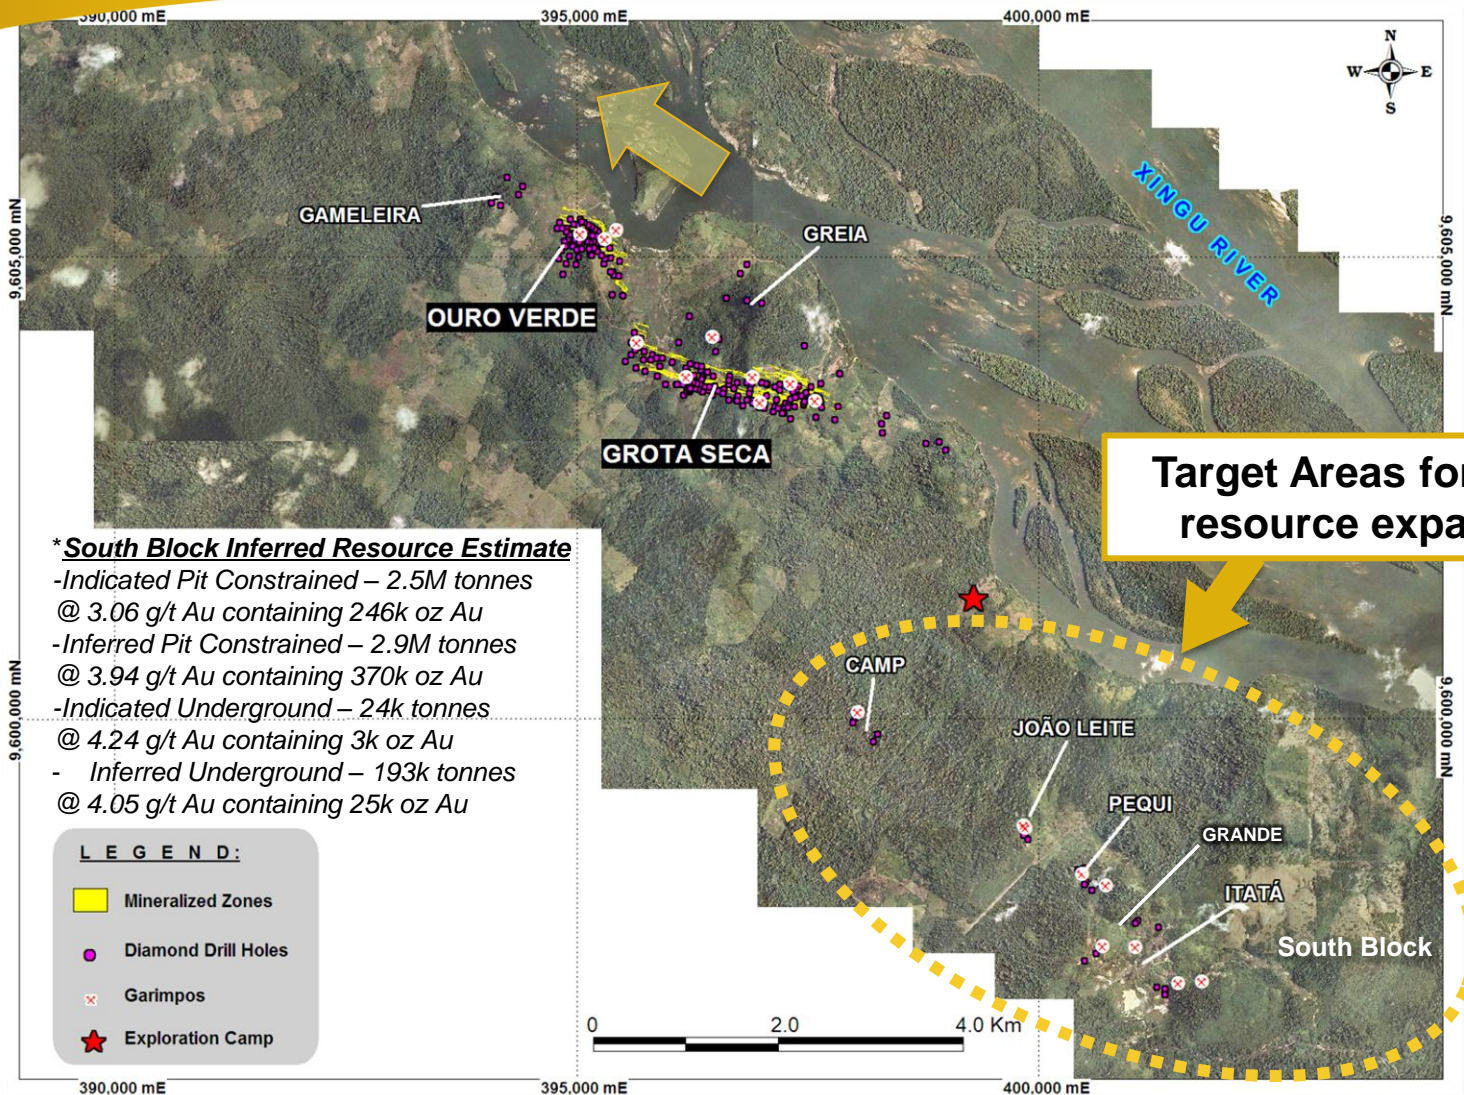 390,000 mE
395,000 mE
400,000 mE
N
W E
S
XINGU RIVER
GAMELEIRA
GREIA
9,605,000 mN
9,605,000 mN
OURO VERDE
GROTA SECA
Target Areas for
resource expa
*South Block Inferred Resource Estimate
-Indicated Pit Constrained – 2.5M tonnes
@ 3.06 g/t Au containing 246k oz Au
-Inferred Pit Constrained – 2.9M tonnes
@ 3.94 g/t Au containing 370k oz Au
-Indicated Underground – 24k tonnes
@ 4.24 g/t Au containing 3k oz Au
- Inferred Underground – 193k tonnes
@ 4.05 g/t Au containing 25k oz Au
9,600,000 mN
9,600,000 mN
CAMP
JOÃO LEITE
PEQUI
GRANDE
ITATÁ
South Block
LEGEND:
Mineralized Zones
Diamond Drill Holes
Garimpos
Exploration Camp
0 2.0 4.0 Km
390,000 mE
395,000 mE
400,000 mE